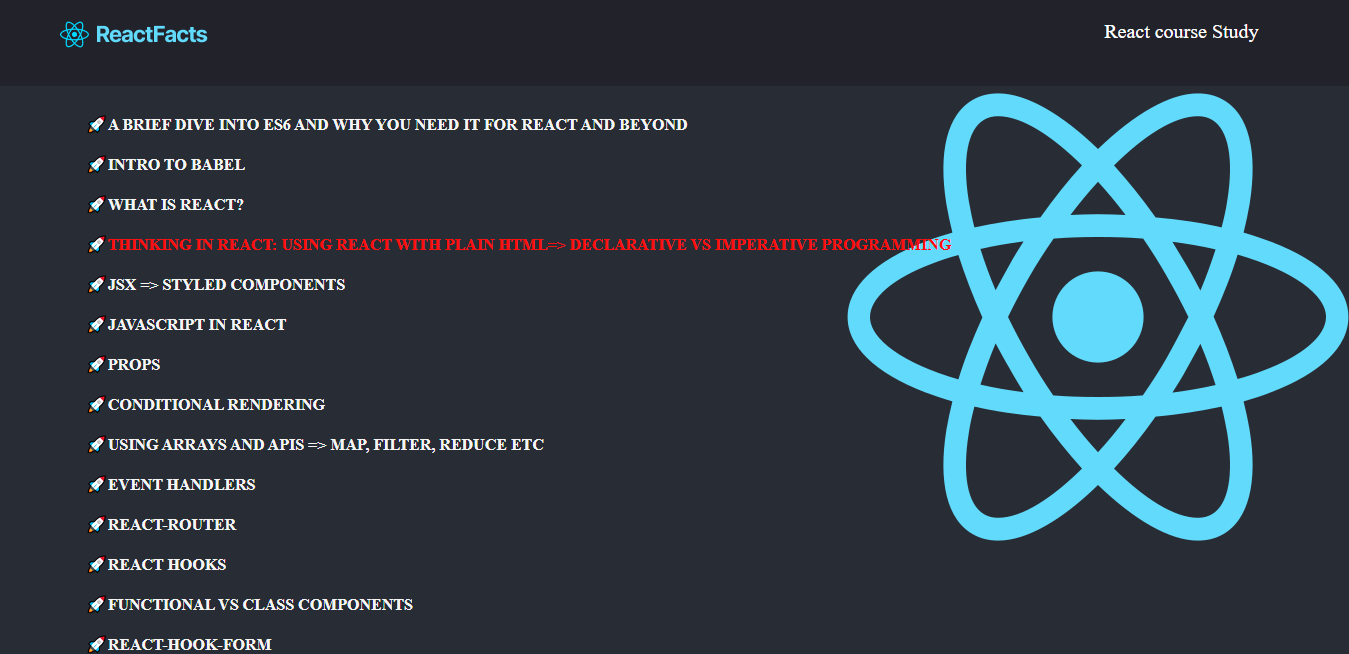 ReactFacts
React course Study
A BRIEF DIVE INTO ES6 AND WHY YOU NEED IT FOR REACT AND BEYOND
INTRO TO BABEL
WHAT IS REACT?
THINKING IN REACT: USING REACT WITH PLAIN HTML=> DECLARATIVE VS IMPERATIVE PROGRAMMING
JSX => STYLED COMPONENTS
JAVASCRIPT IN REACT
PROPS
CONDITIONAL RENDERING
USING ARRAYS AND APIS => MAP, FILTER, REDUCE ETC
EVENT HANDLERS
REACT-ROUTER
REACT HOOKS
FUNCTIONAL VS CLASS COMPONENTS
REACT-HOOK-FORM